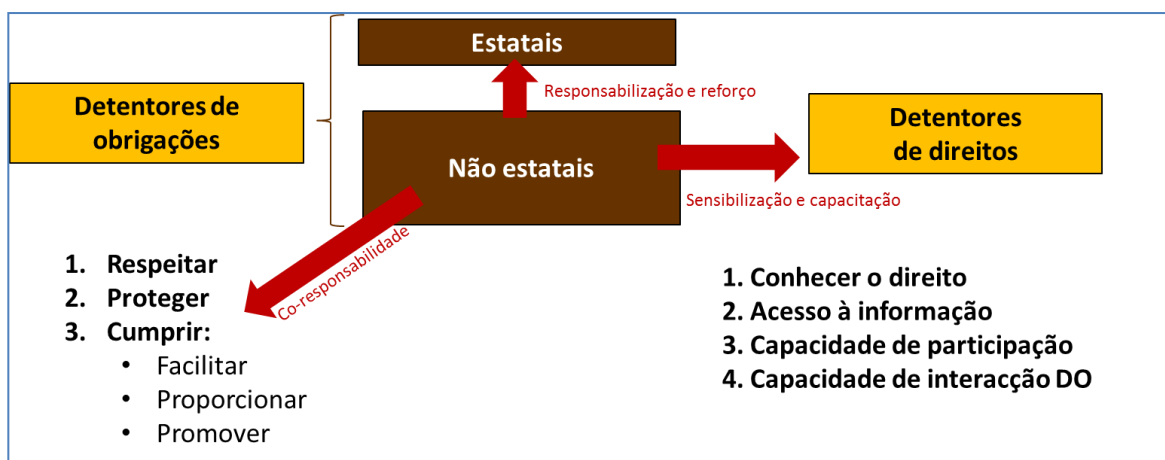 Estatais
Responsabilização e reforço
Detentores de
obrigações
Não estatais
Detentores
de direitos
Sensibilização e capacitação
Co-responsabilidade
1. Respeitar
2. Proteger
3. Cumprir:
• Facilitar
• Proporcionar
• Promover
1. Conhecer o direito
2. Acesso à informação
3. Capacidade de participação
4. Capacidade de interacção DO